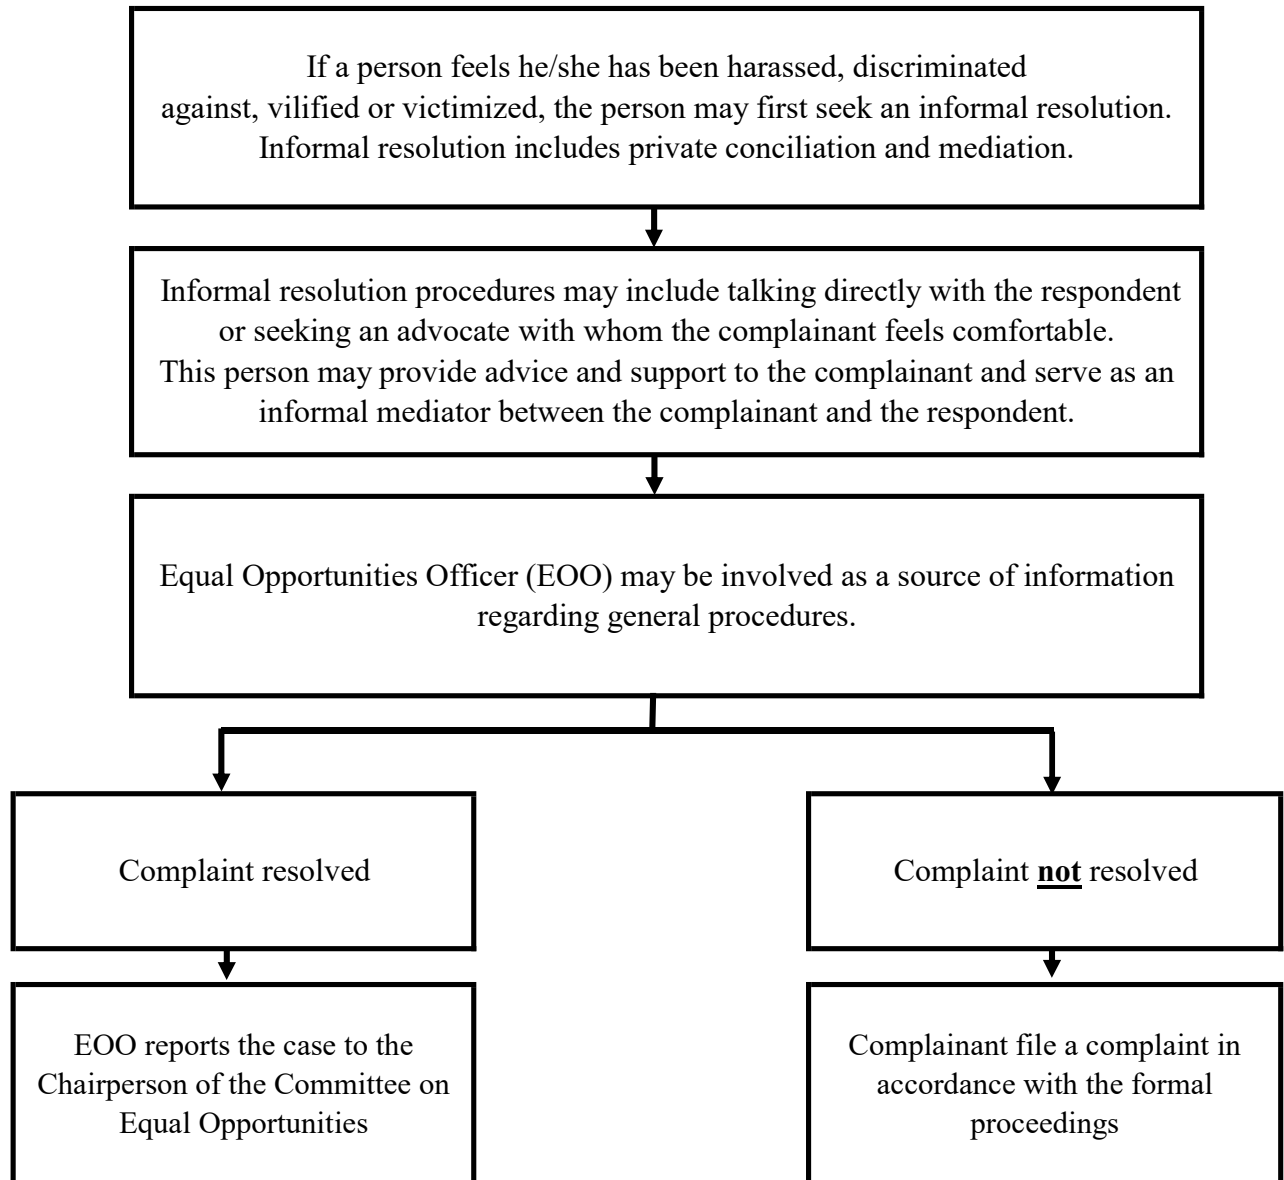 If a person feels he/she has been harassed, discriminated
against, vilified or victimized, the person may first seek an informal resolution.
Informal resolution includes private conciliation and mediation.
Informal resolution procedures may include talking directly with the respondent
or seeking an advocate with whom the complainant feels comfortable.
This person may provide advice and support to the complainant and serve as an
informal mediator between the complainant and the respondent.
Equal Opportunities Officer (EOO) may be involved as a source of information
regarding general procedures.
Complaint resolved
Complaint not resolved
EOO reports the case to the
Chairperson of the Committee on
Equal Opportunities
Complainant file a complaint in
accordance with the formal
proceedings